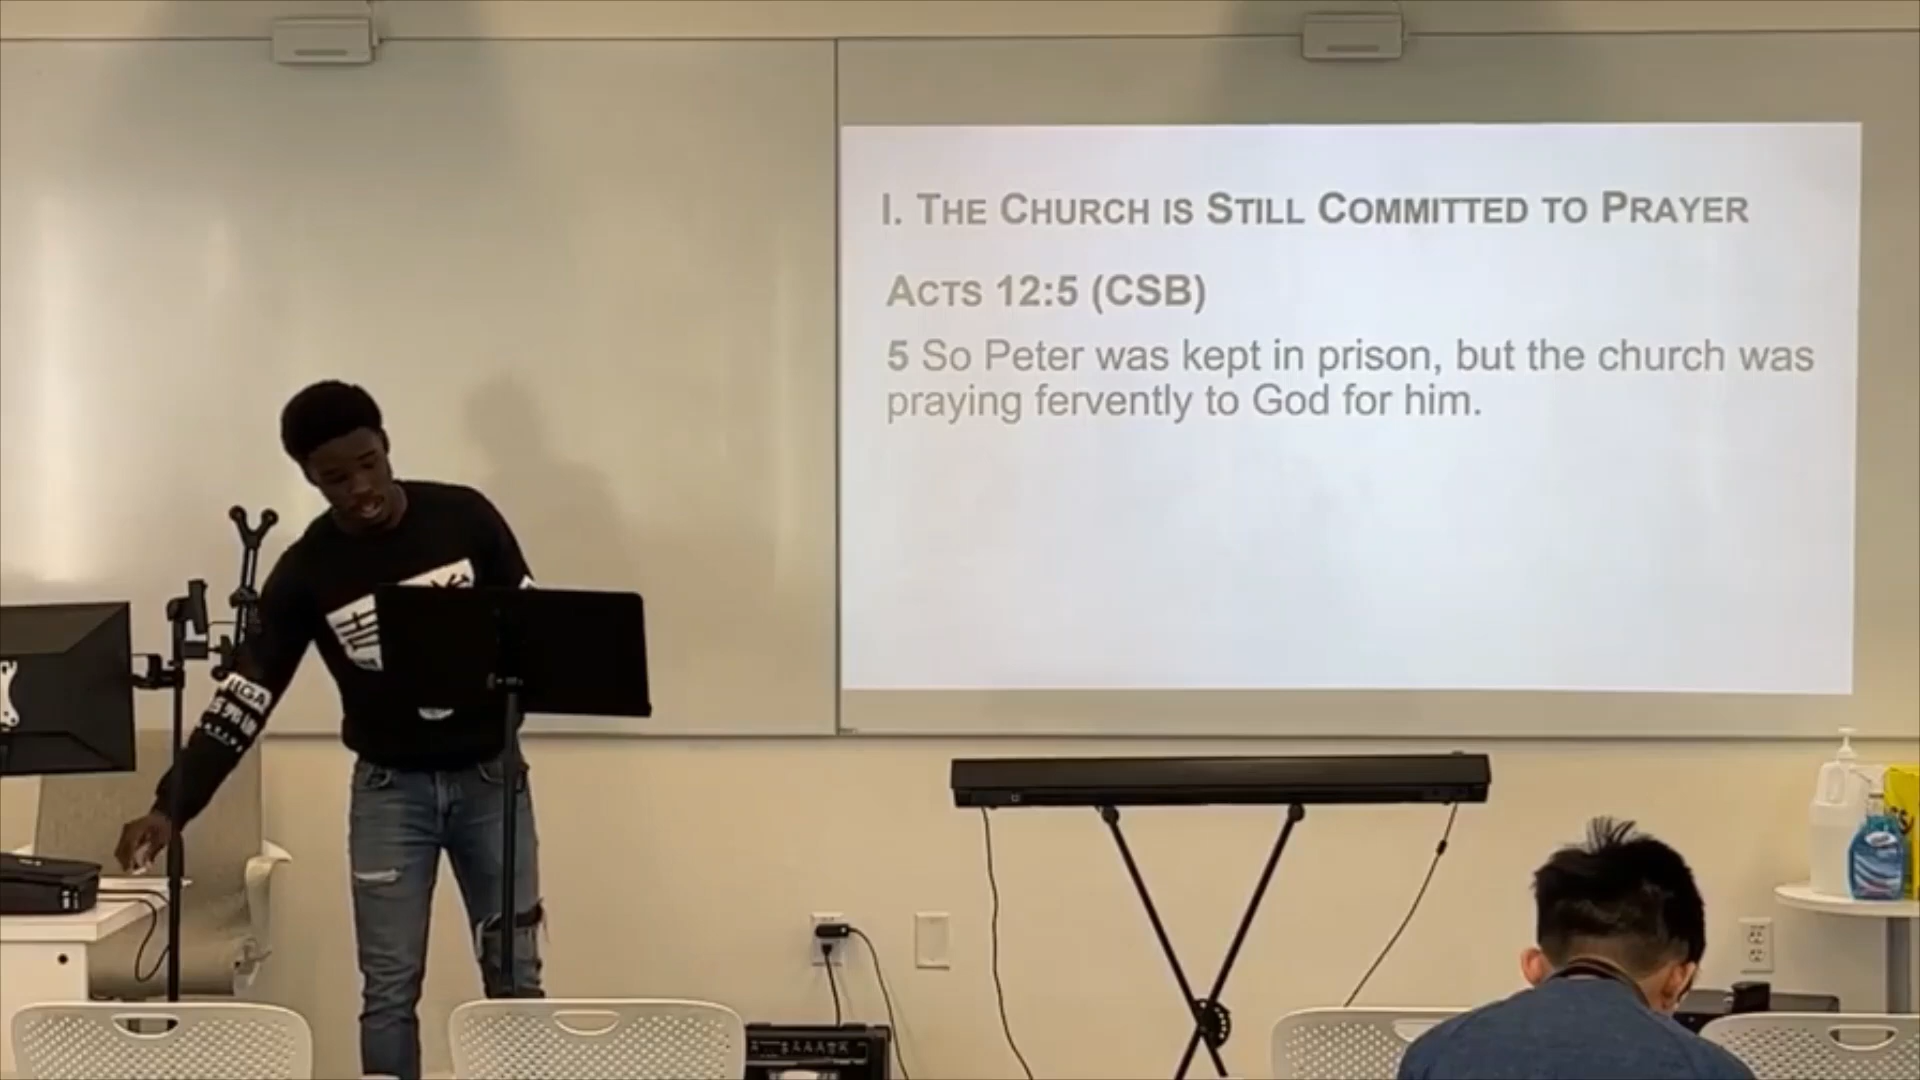 I. THE CHURCH IS STILL COMMITTED TO PRAYER
ACTS 12:5 (CSB)
5 So Peter was kept in prison, but the church was
praying fervently to God for him.